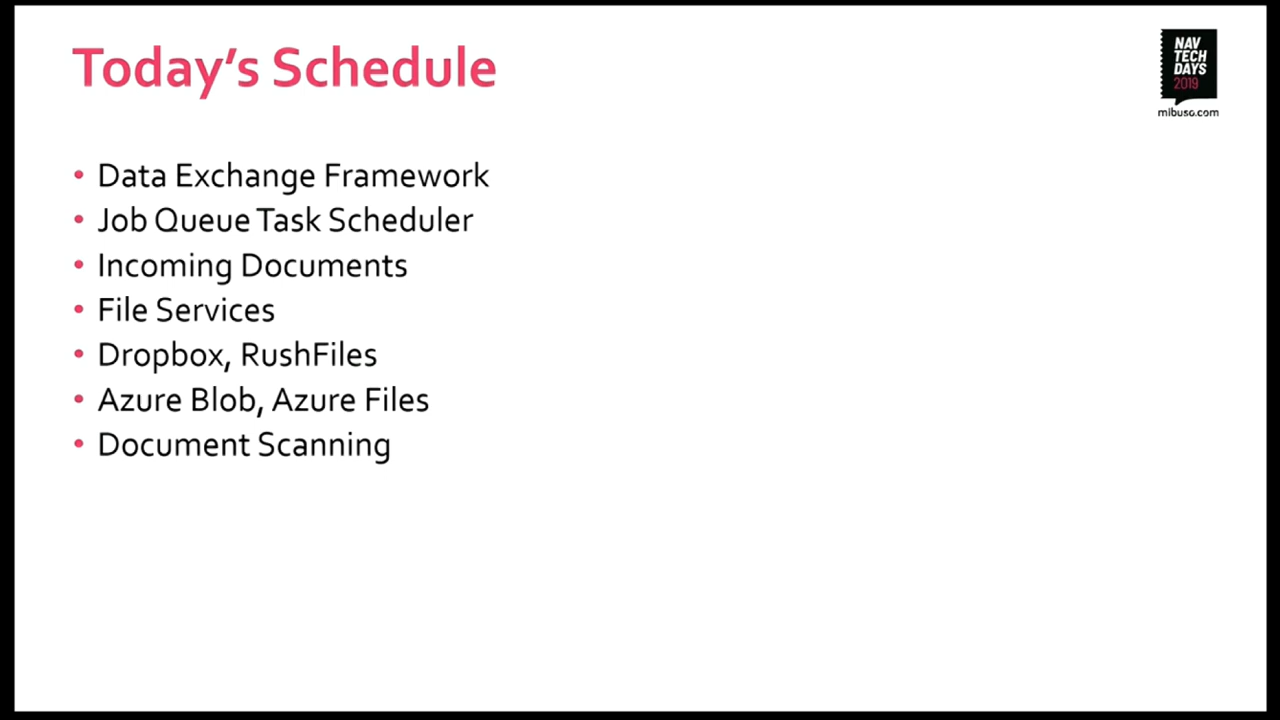 Today's Schedule
NAV
TECH
DAYS
2019
mibuso.com
• Data Exchange Framework
• Job Queue Task Scheduler
• Incoming Documents
• File Services
• Dropbox, RushFiles
• Azure Blob, Azure Files
• Document Scanning